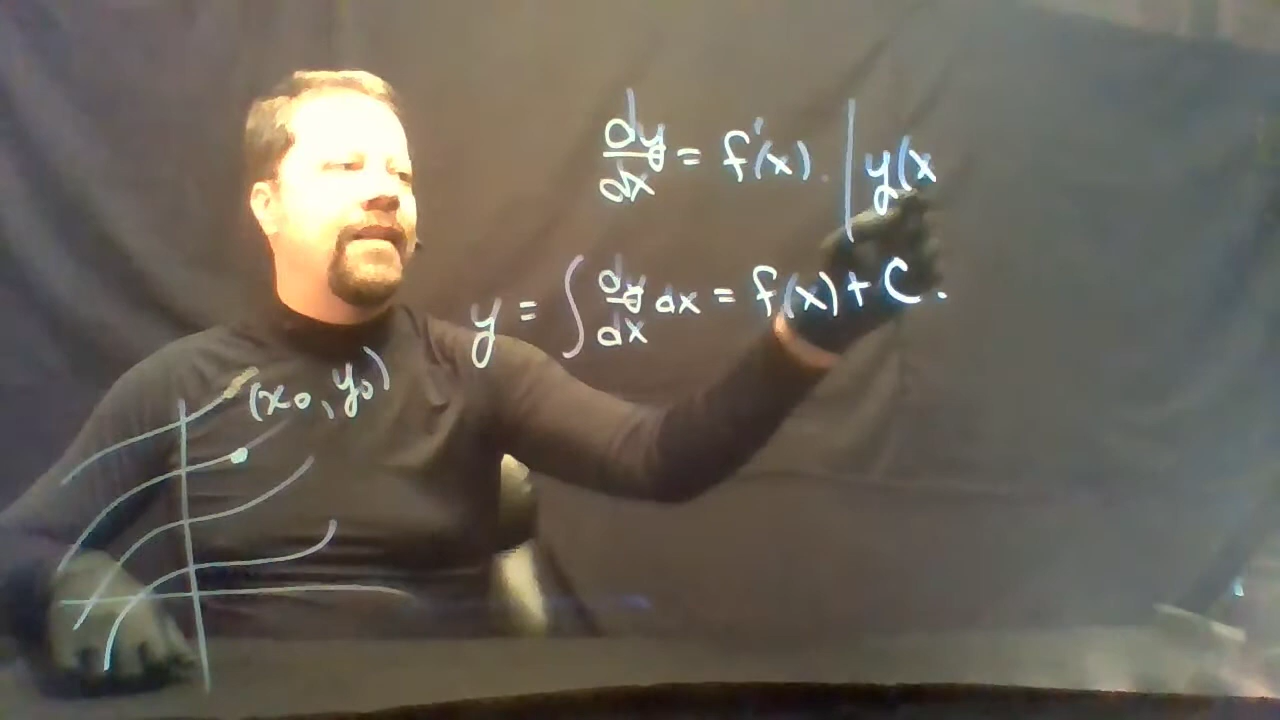 dy/dx = f'(x). | y(x
y = ∫ dy/dx dx = f(x) + C.
(x₀, y₀)